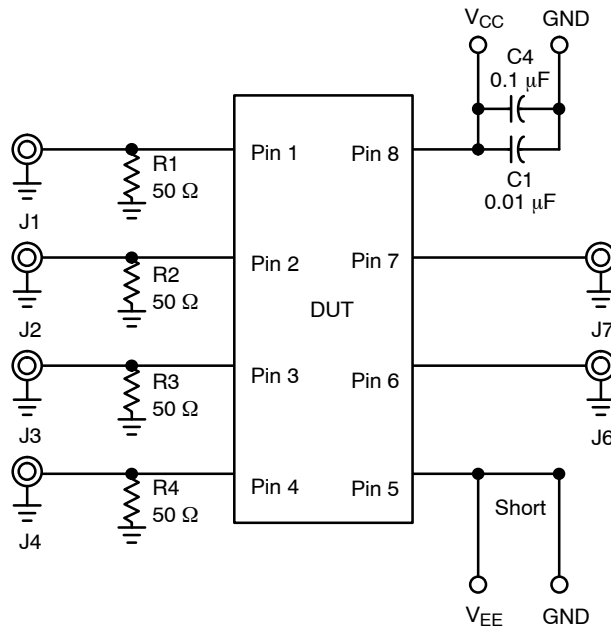 V_CC GND
C4
0.1 μF
C1
0.01 μF
Pin 1
Pin 8
R1
50 Ω
J1
Pin 2
Pin 7
R2
50 Ω
J2
J7
DUT
Pin 3
Pin 6
R3
50 Ω
J3
J6
Pin 4
Pin 5
R4
50 Ω
J4
Short
V_EE GND